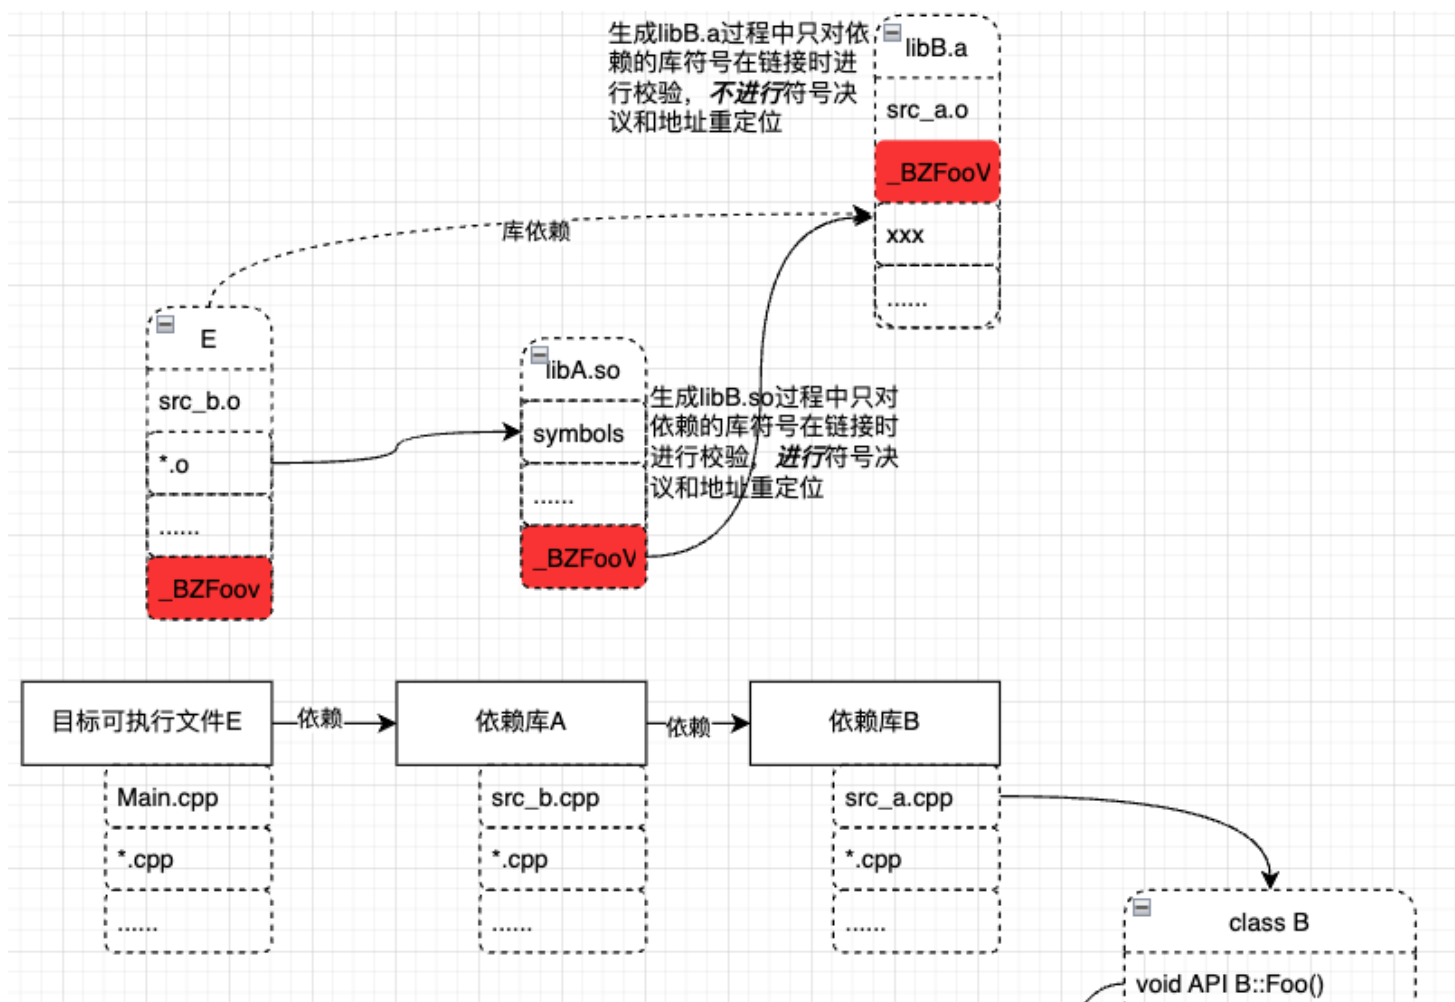 生成libB.a过程中只对依
赖的库符号在链接时进
行校验，不进行符号决
议和地址重定位
libB.a
src_a.o
_BZFooV
xxx
......
库依赖
E
src_b.o
*.o
......
_BZFoov
libA.so
symbols
......
_BZFooV
生成libB.so过程中只对
依赖的库符号在链接时
进行校验，进行符号决
议和地址重定位
目标可执行文件E
依赖
依赖库A
依赖
依赖库B
Main.cpp
*.cpp
......
src_b.cpp
*.cpp
......
src_a.cpp
*.cpp
......
class B
void API B::Foo()